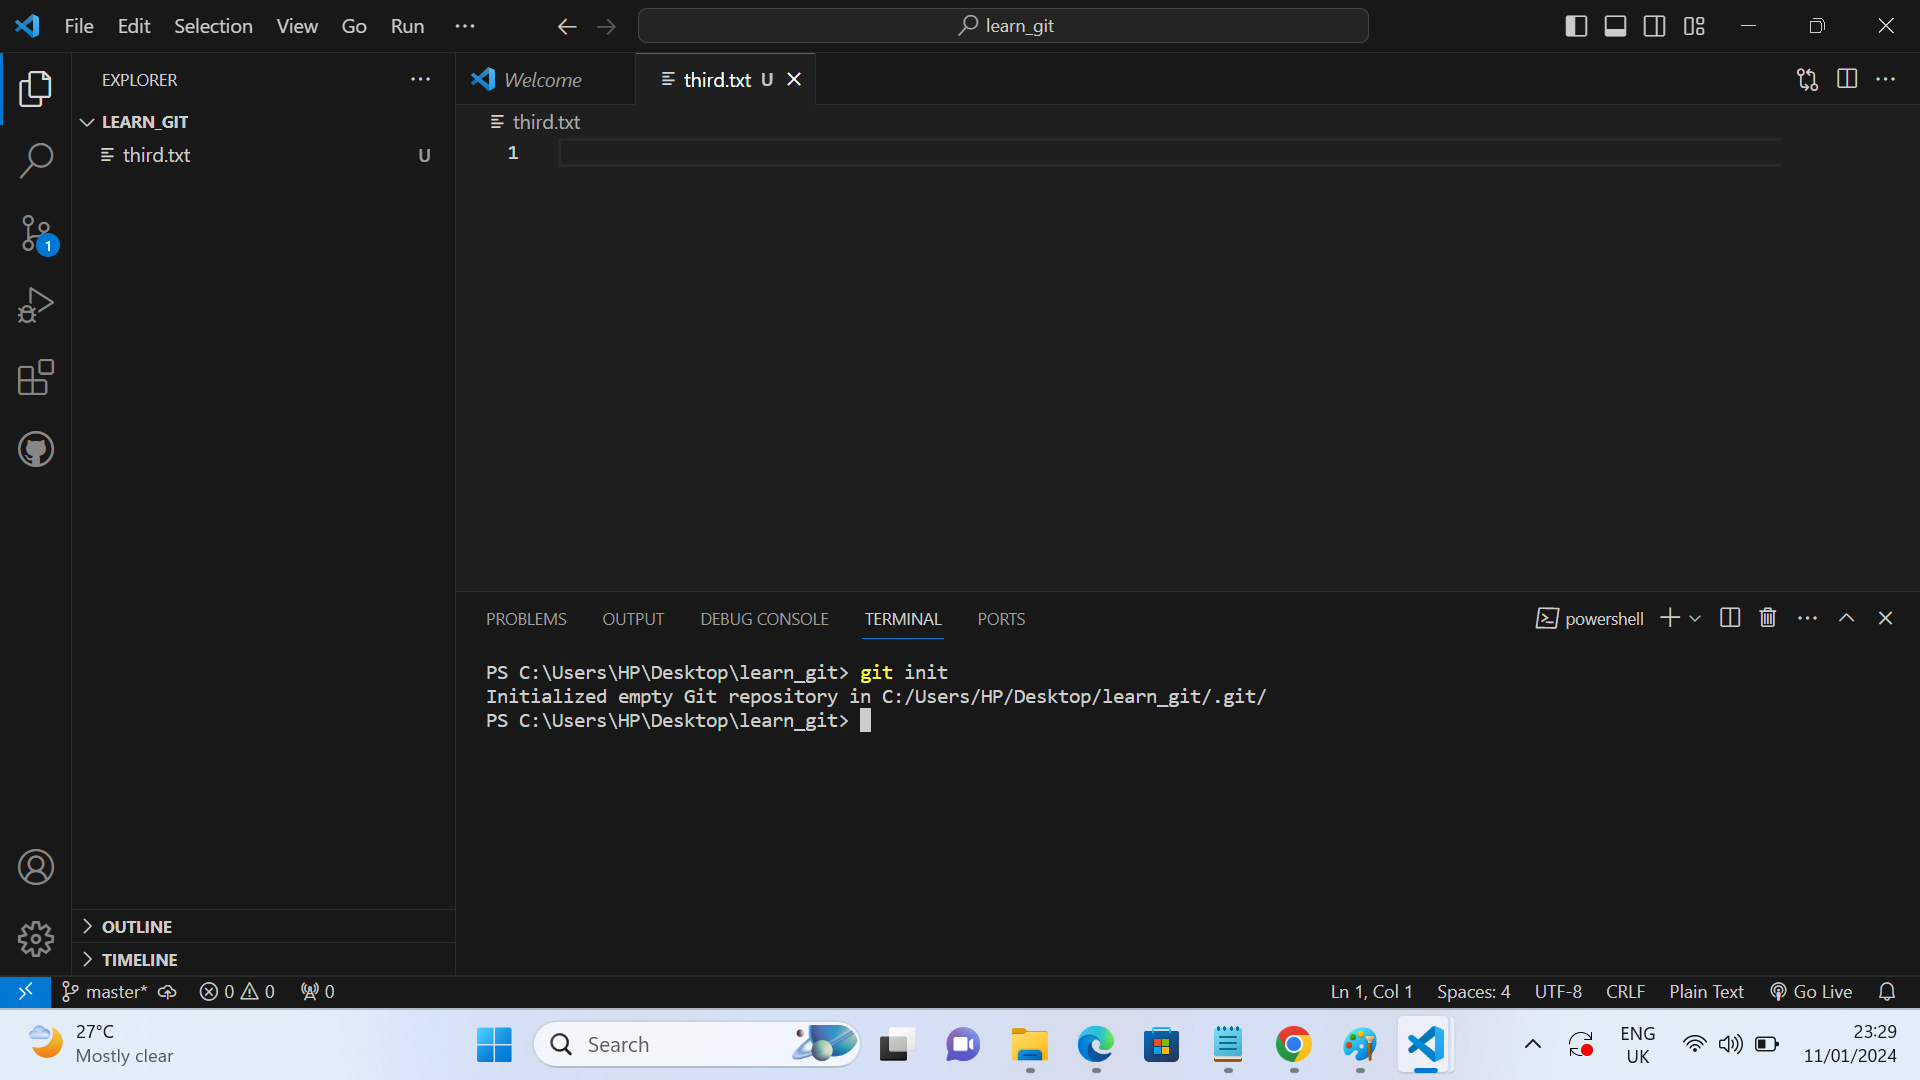 File Edit Selection View Go Run ···
learn_git
EXPLORER
Welcome
third.txt U
LEARN_GIT
third.txt U
third.txt
1
1
PROBLEMS OUTPUT DEBUG CONSOLE TERMINAL PORTS
powershell
PS C:\Users\HP\Desktop\learn_git> git init
Initialized empty Git repository in C:/Users/HP/Desktop/learn_git/.git/
PS C:\Users\HP\Desktop\learn_git>
OUTLINE
TIMELINE
master* 0 0 0
Ln 1, Col 1 Spaces: 4 UTF-8 CRLF Plain Text Go Live
27°C
Mostly clear
Search
ENG
UK
23:29
11/01/2024